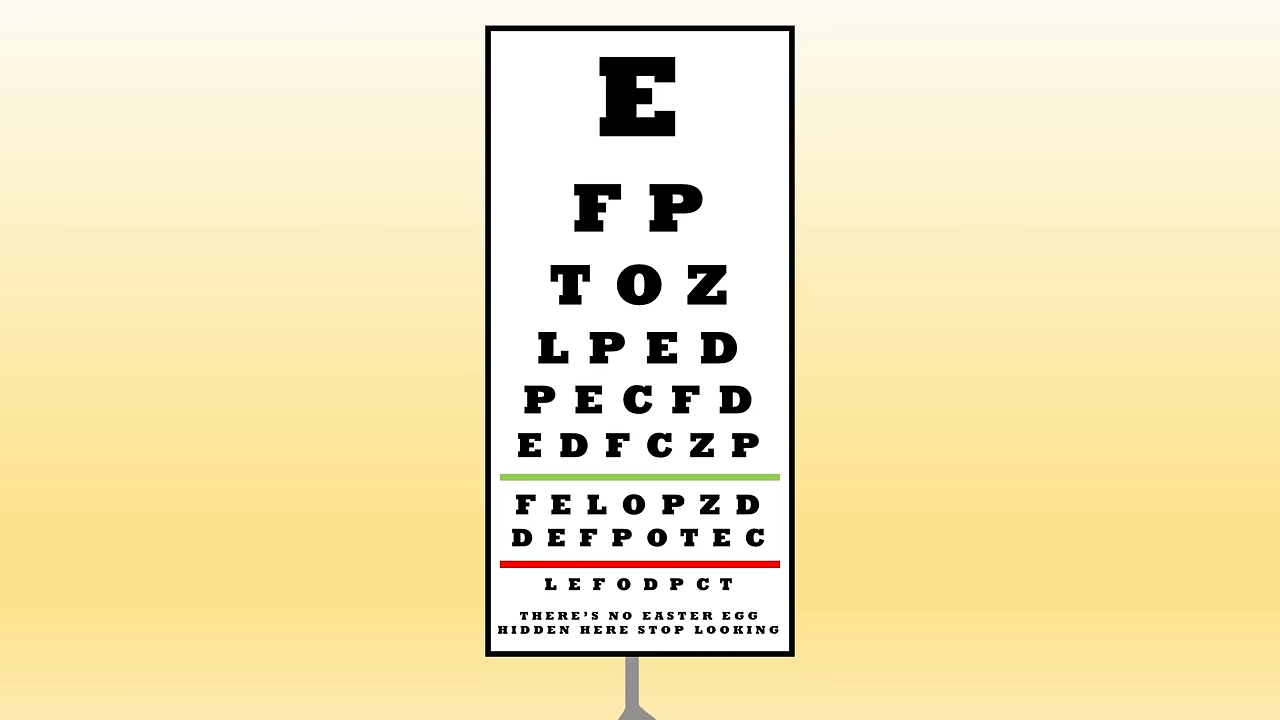 E
F P
T O Z
L P E D
P E C F D
E D F C Z P
F E L O P Z D
D E F P O T E C
L E F O D P C T
THERE'S NO EASTER EGG
HIDDEN HERE STOP LOOKING